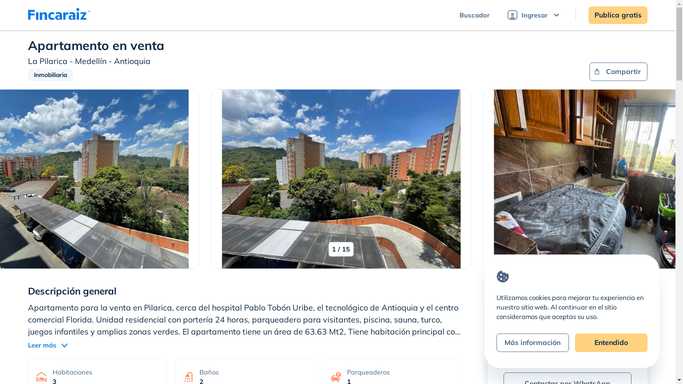 Fincaraiz
Buscador
Ingresar
Publica gratis
Apartamento en venta
La Pilarica - Medellín - Antioquia
Inmobiliaria
Compartir
1 / 15
Descripción general
Apartamento para la venta en Pilarica, cerca del hospital Pablo Tobón Uribe, el tecnológico de Antioquia y el centro
comercial Florida. Unidad residencial con portería 24 horas, parqueadero para visitantes, piscina, sauna, turco,
juegos infantiles y amplias zonas verdes. El apartamento tiene un área de 63.63 Mt2, Tiene habitación principal co...
Leer más
Habitaciones
3
Baños
2
Parqueaderos
1
Utilizamos cookies para mejorar tu experiencia en
nuestro sitio web. Al continuar en el sitio
consideramos que aceptas su uso.
Más información
Entendido
Contactar por WhatsApp